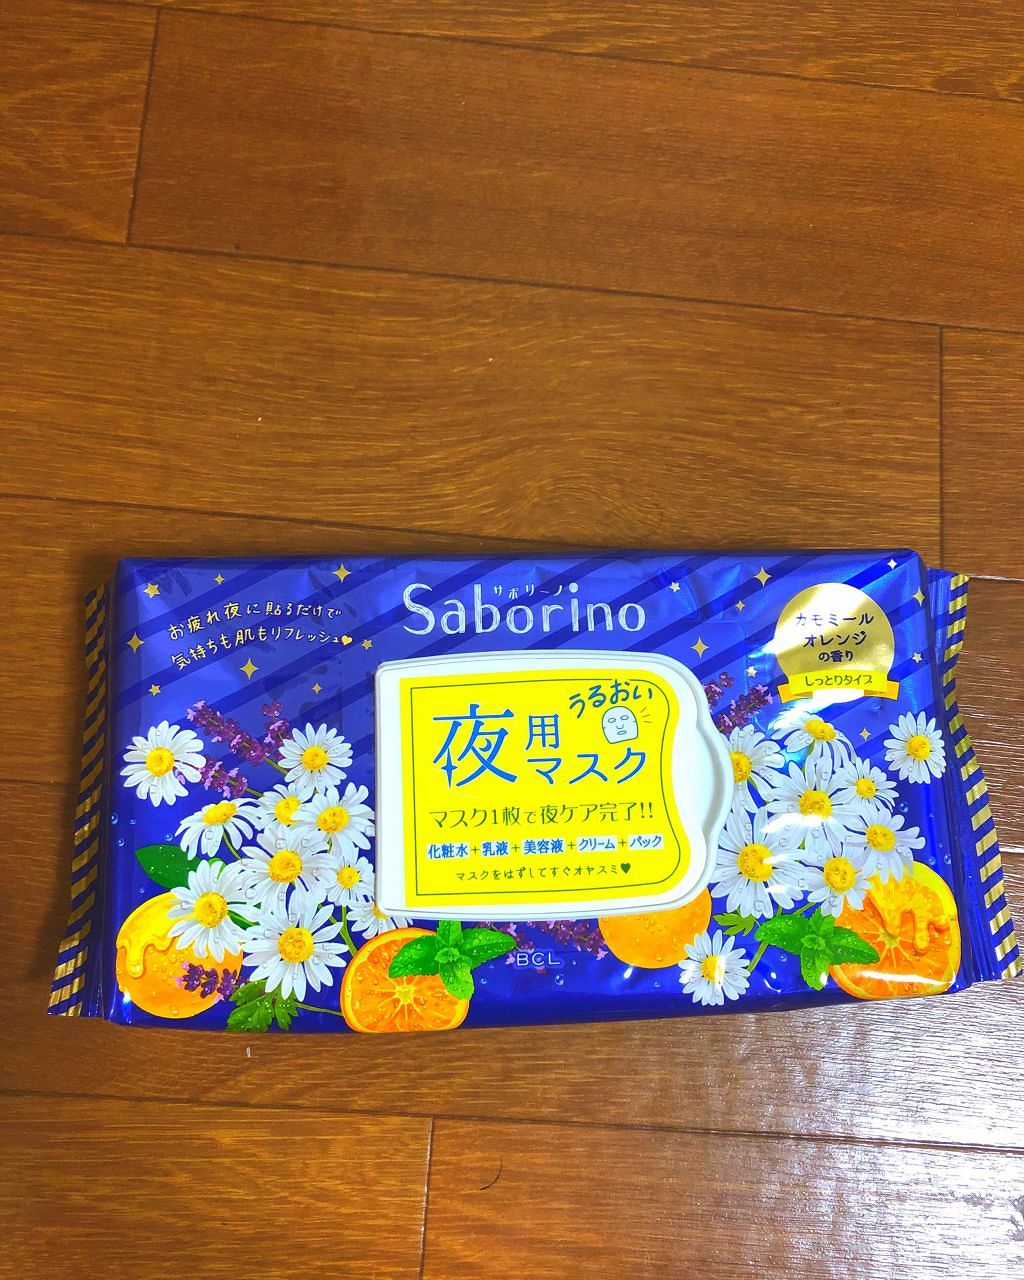 お疲れ夜に貼るだけで
気持ちも肌もリフレッシュ♥
サボリーノ
Saborino
カモミール
オレンジ
の香り
しっとりタイプ
うるおい
夜用
マスク
マスク1枚で夜ケア完了!!
化粧水+乳液+美容液+クリーム+パック
マスクをはずしてすぐオヤスミ♥
BCL